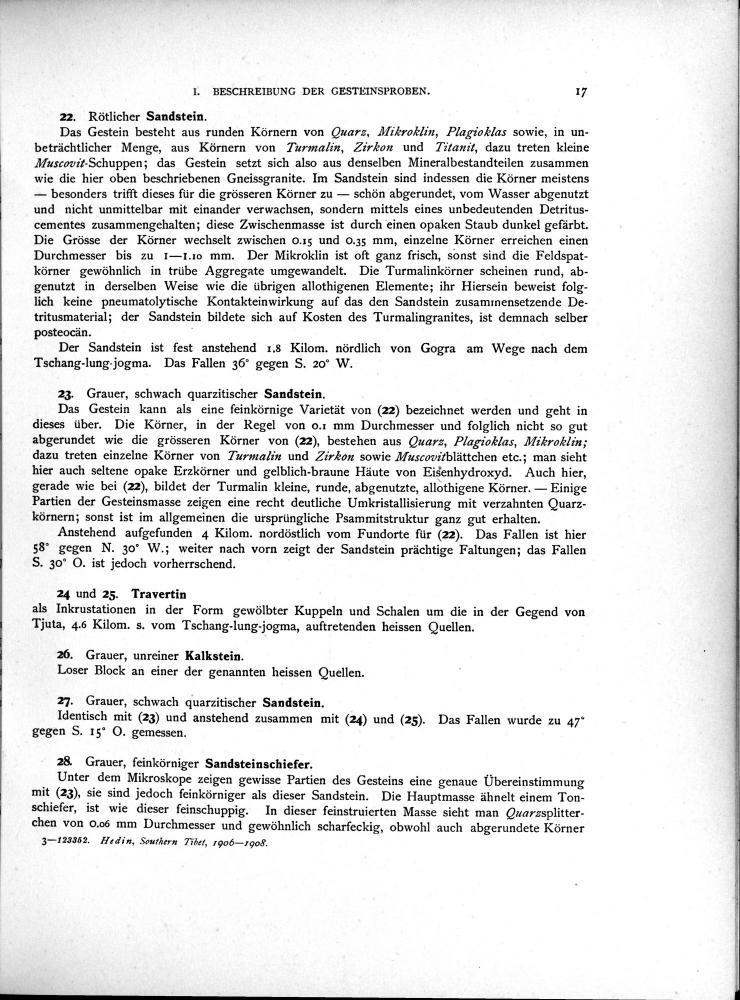 I. BESCHREIBUNG DER GESTEINSPROBEN. 17
22. Rötlicher Sandstein.
Das Gestein besteht aus runden Körnern von Quarz, Mikroklin, Plagioklas sowie, in un-
beträchtlicher Menge, aus Körnern von Turmalin, Zirkon und Titanit, dazu treten kleine
Muscovit-Schuppen; das Gestein setzt sich also aus denselben Mineralbestandteilen zusammen
wie die hier oben beschriebenen Gneissgranite. Im Sandstein sind indessen die Körner meistens
— besonders trifft dieses für die grösseren Körner zu — schön abgerundet, vom Wasser abgenutzt
und nicht unmittelbar mit einander verwachsen, sondern mittels eines unbedeutenden Detritus-
cementes zusammengehalten; diese Zwischenmasse ist durch einen opaken Staub dunkel gefärbt.
Die Grösse der Körner wechselt zwischen 0.15 und 0.35 mm, einzelne Körner erreichen einen
Durchmesser bis zu 1—1.10 mm. Der Mikroklin ist oft ganz frisch, sonst sind die Feldspat-
körner gewöhnlich in trübe Aggregate umgewandelt. Die Turmalinkörner scheinen rund, ab-
genutzt in derselben Weise wie die übrigen allothigenen Elemente; ihr Hiersein beweist folg-
lich keine pneumatolytische Kontakteinwirkung auf das den Sandstein zusammensetzende De-
tritusmaterial; der Sandstein bildete sich auf Kosten des Turmalingranites, ist demnach selber
posteocän.
Der Sandstein ist fest anstehend 1.8 Kilom. nördlich von Gogra am Wege nach dem
Tschang-lung-jogma. Das Fallen 36° gegen S. 20° W.
23. Grauer, schwach quarzitischer Sandstein.
Das Gestein kann als eine feinkörnige Varietät von (22) bezeichnet werden und geht in
dieses über. Die Körner, in der Regel von 0.1 mm Durchmesser und folglich nicht so gut
abgerundet wie die grösseren Körner von (22), bestehen aus Quarz, Plagioklas, Mikroklin;
dazu treten einzelne Körner von Turmalin und Zirkon sowie Muscovitblättchen etc.; man sieht
hier auch seltene opake Erzkörner und gelblich-braune Häute von Eisenhydroxyd. Auch hier,
gerade wie bei (22), bildet der Turmalin kleine, runde, abgenutzte, allothigene Körner. — Einige
Partien der Gesteinsmasse zeigen eine recht deutliche Umkristallisierung mit verzahnten Quarz-
körnern; sonst ist im allgemeinen die ursprüngliche Psammitstruktur ganz gut erhalten.
Anstehend aufgefunden 4 Kilom. nordöstlich vom Fundorte für (22). Das Fallen ist hier
58° gegen N. 30° W.; weiter nach vorn zeigt der Sandstein prächtige Faltungen; das Fallen
S. 30° O. ist jedoch vorherrschend.
24 und 25. Travertin
als Inkrustationen in der Form gewölbter Kuppeln und Schalen um die in der Gegend von
Tjuta, 4.6 Kilom. s. vom Tschang-lung-jogma, auftretenden heissen Quellen.
26. Grauer, unreiner Kalkstein.
Loser Block an einer der genannten heissen Quellen.
27. Grauer, schwach quarzitischer Sandstein.
Identisch mit (23) und anstehend zusammen mit (24) und (25). Das Fallen wurde zu 47°
gegen S. 15° O. gemessen.
28. Grauer, feinkörniger Sandsteinschiefer.
Unter dem Mikroskope zeigen gewisse Partien des Gesteins eine genaue Übereinstimmung
mit (23), sie sind jedoch feinkörniger als dieser Sandstein. Die Hauptmasse ähnelt einem Ton-
schiefer, ist wie dieser feinschuppig. In dieser feinstruierten Masse sieht man Quarzsplitter-
chen von 0.06 mm Durchmesser und gewöhnlich scharfeckig, obwohl auch abgerundete Körner
3—123352. Hedin, Southern Tibet, 1906—1908.